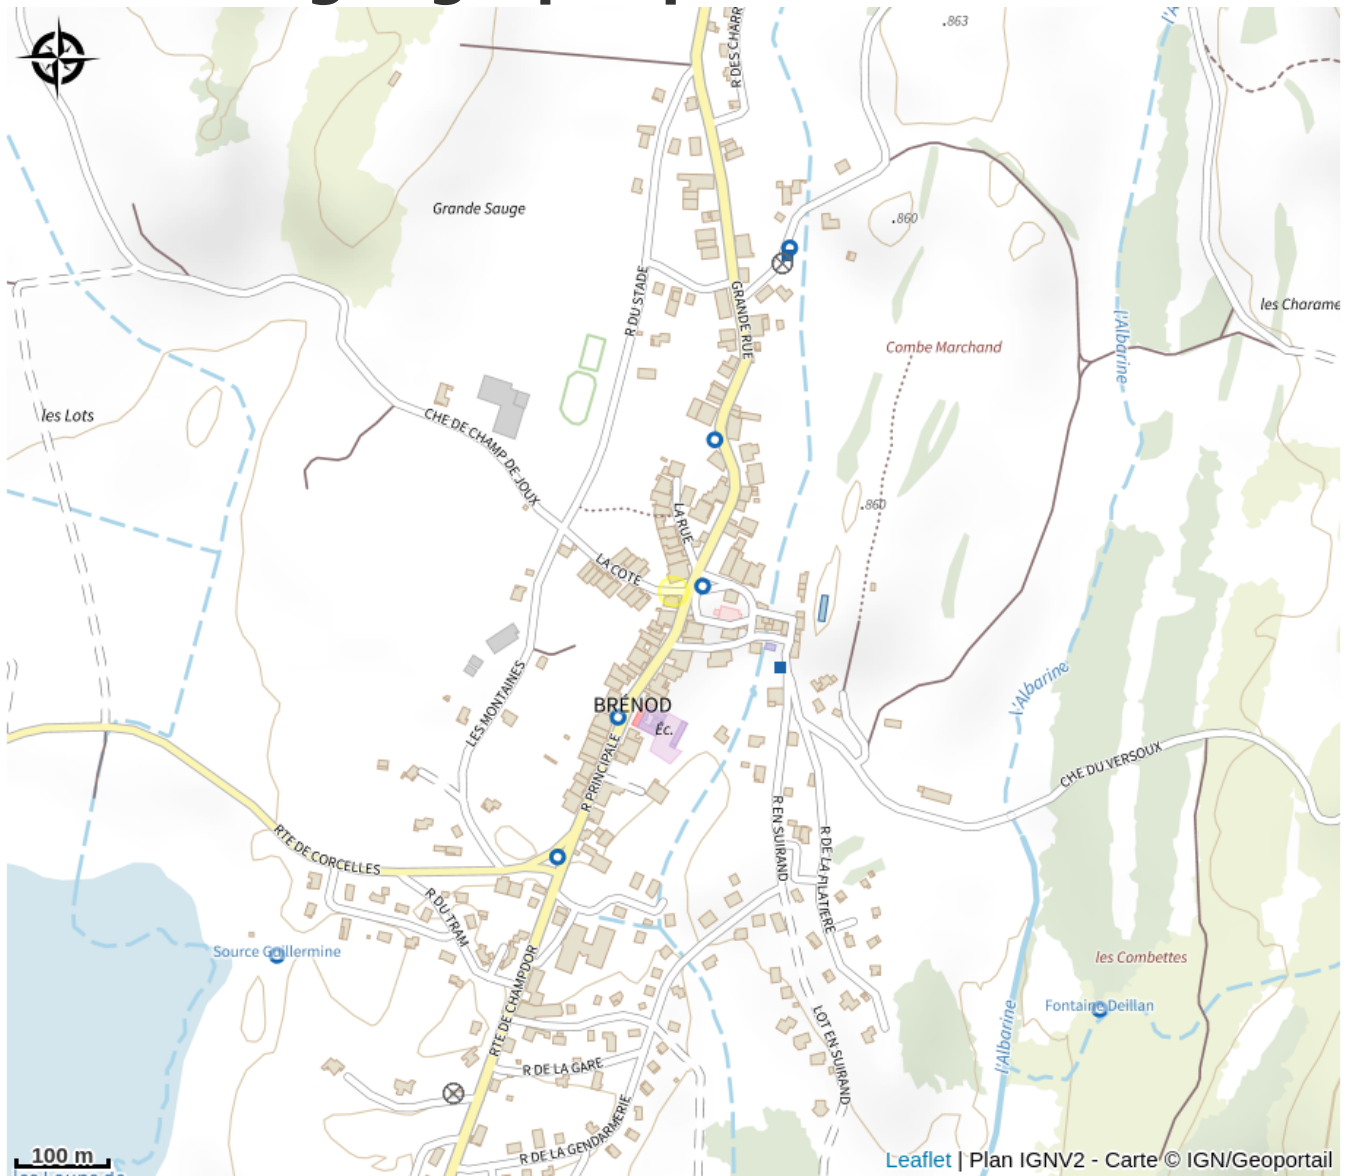 .863
R DES CHARR
Grande Sauge
.860
R DU STADE
GRANDE RUE
les Charame
l'Albarine
Combe Marchand
les Lots
CHE DE CHAMP DE JOUX
.860
LA RUE
LA COTE
l'Albarine
LES MONTAINES
BRÉNOD
Éc.
R PRINCIPALE
CHE DU VERSOUX
RTE DE CORCELLES
R EN SUIRAND
R DE LA FILATIERE
R DU TRAM
Source Gaillermine
les Combettes
RTE DE CHAMPDOR
Fontaine Deillan
LOT EN SUIRAND
l'Albarine
R DE LA GARE
R DE LA GENDARMERIE
100 m
Leaflet | Plan IGNV2 - Carte © IGN/Geoportail